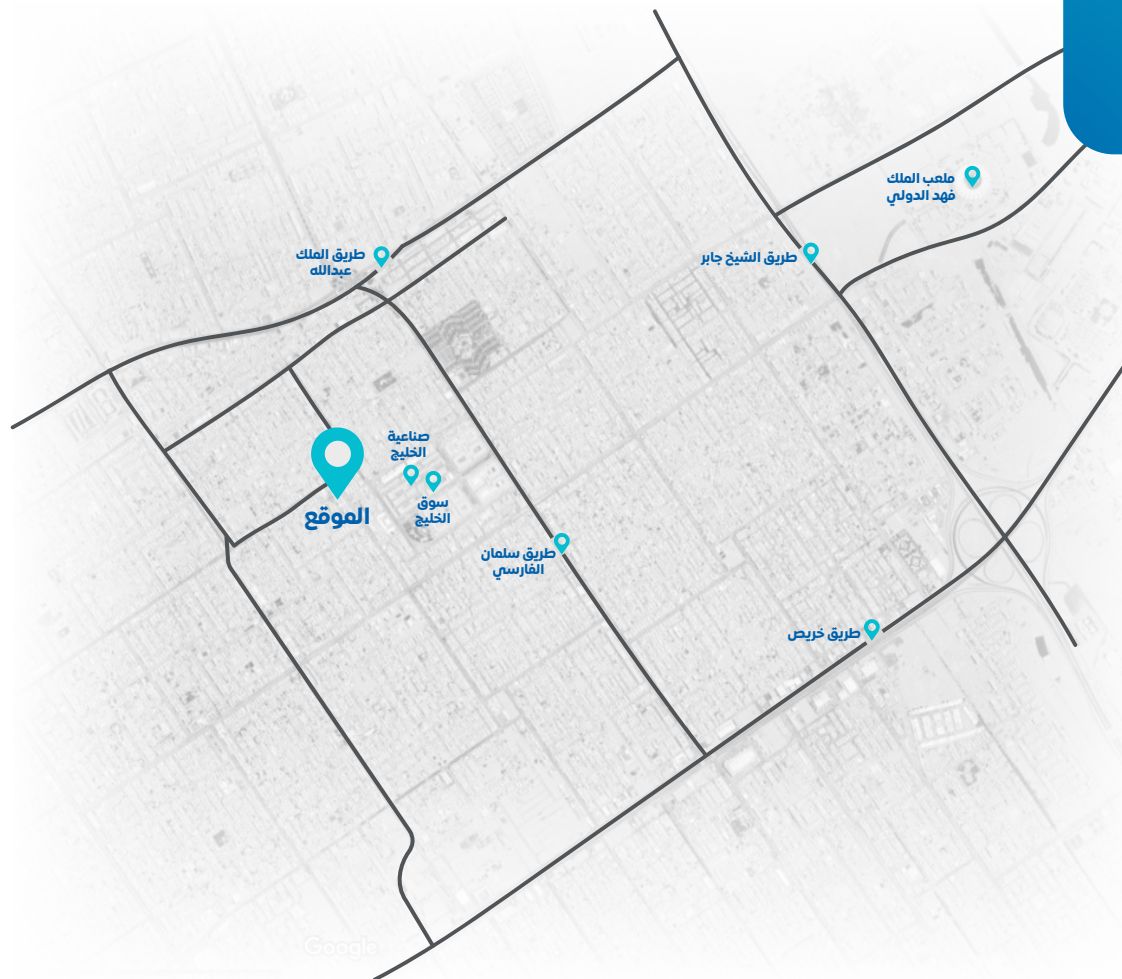 ملعب الملك
فهد الدولي
طريق الملك
عبدالله
طريق الشيخ جابر
صناعية
الخليج
سوق
الخليج
الموقع
طريق سلمان
الفارسي
طريق خريص
Google